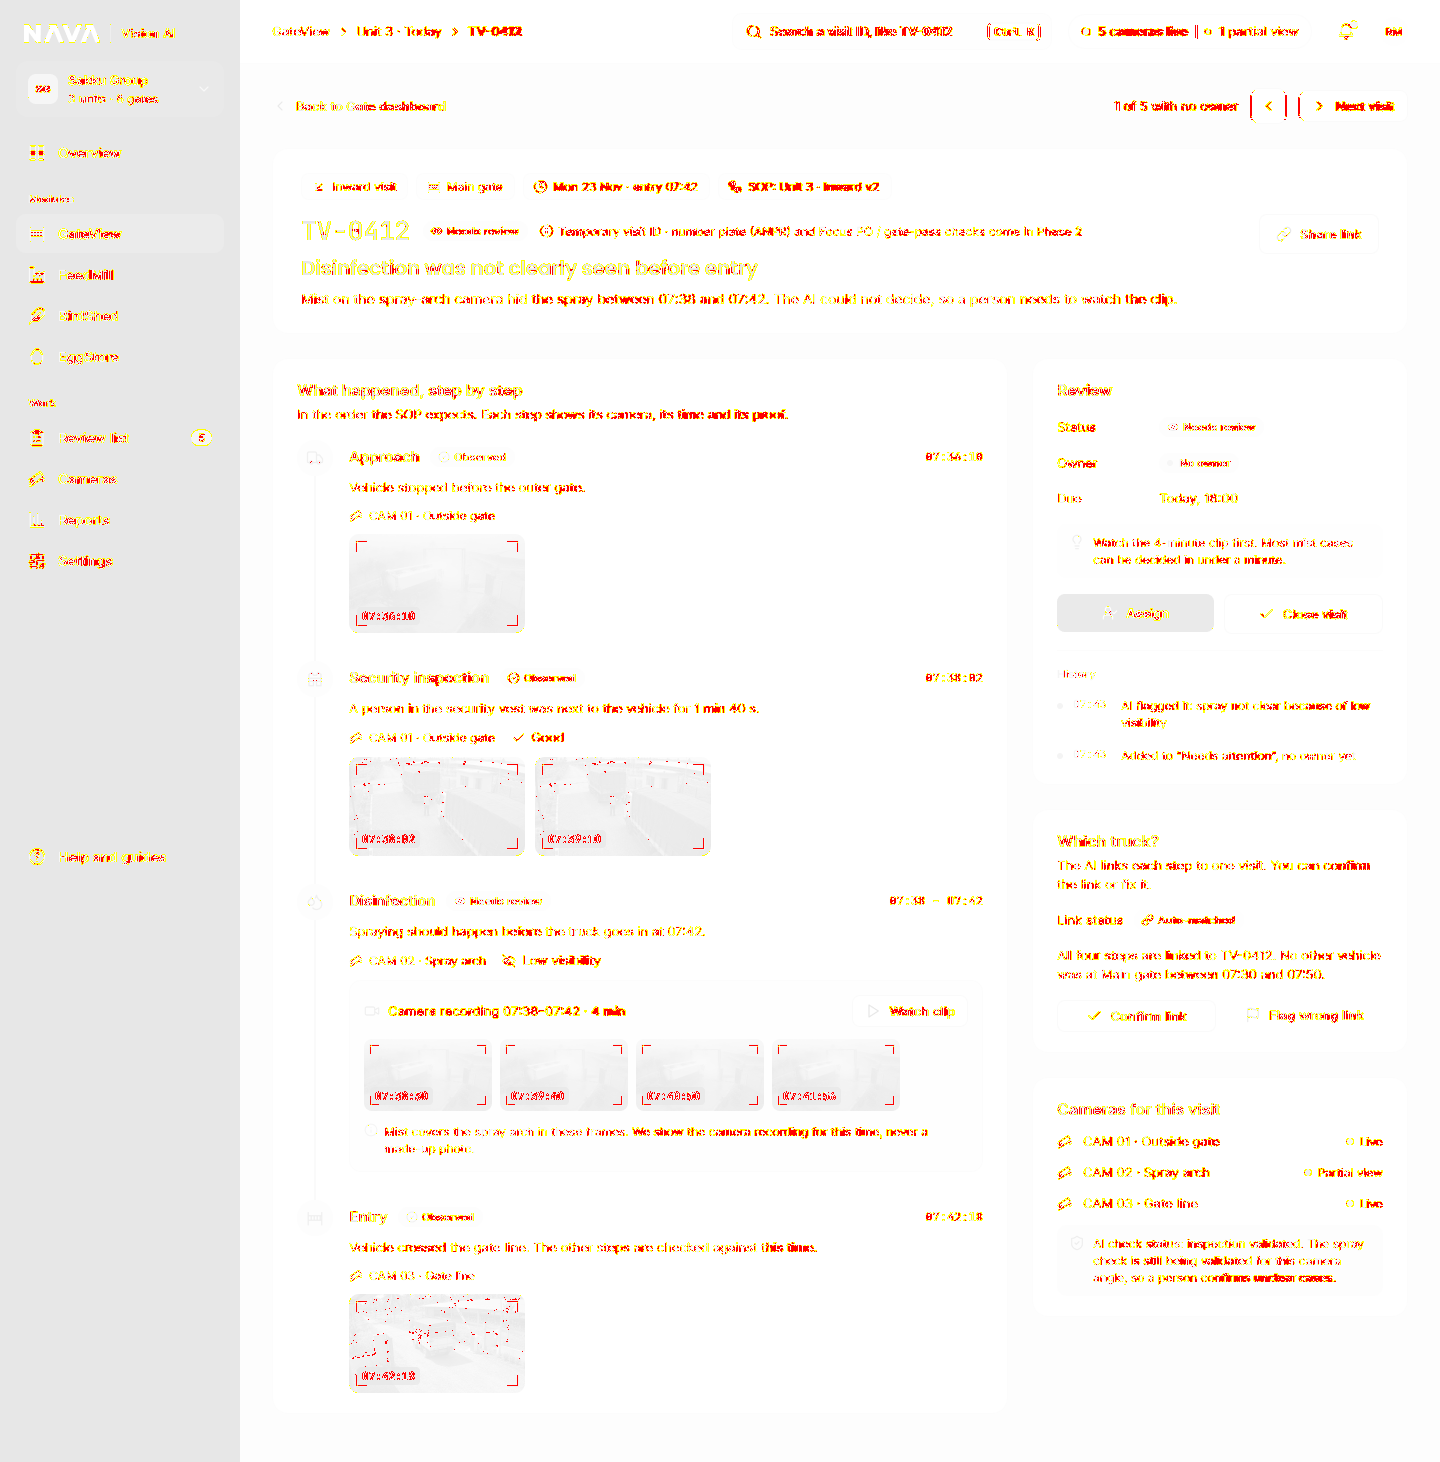 NAVA
Vision AI
GateView > Unit 3 · Today > TV-0412
Search a visit ID, like TV-0412
5 cameras live
1 partial view
Overview
GateView
Feed Mill
Egg Store
Work
Review list
5
Cameras
Reports
Settings
Help and guides
Back to Gate dashboard
1 of 5 with no owner
Next visit
Inward visit
Main gate
Mon 23 Nov · entry 07:42
SOP: Unit 3 · Inward v2
TV-0412
Needs review
Temporary visit ID · number plate (ANPR) and Focus PO / gate-pass checks come in Phase 2
Share link
Disinfection was not clearly seen before entry
Mist on the spray-arch camera hid the spray between 07:38 and 07:42. The AI could not decide, so a person needs to watch the clip.
What happened, step by step
In the order the SOP expects. Each step shows its camera, its time and its proof.
Approach
Observed
07:36:10
Vehicle stopped before the outer gate.
CAM 01 · Outside gate
07:36:10
Security inspection
Observed
07:38:02
A person in the security vest was next to the vehicle for 1 min 40 s.
CAM 01 · Outside gate
Good
07:38:02
07:39:10
Disinfection
Needs review
07:38 – 07:42
Spraying should happen before the truck goes in at 07:42.
CAM 02 · Spray arch
Low visibility
Camera recording 07:38–07:42 · 4 min
Watch clip
07:38:30
07:39:40
07:40:50
07:41:56
Mist covers the spray area in these frames. We show the camera recording for this time, never a
made-up photo.
Entry
Observed
07:42:18
Vehicle crossed the gate line. The other steps are checked against this time.
CAM 03 · Gate line
07:42:18
Review
Status
Needs review
Owner
No owner
Due
Today, 18:00
Watch the 4-minute clip first. Most mist cases
can be decided in under a minute.
Assign
Close visit
AI flagged it: spray not clear because of low
visibility
Added to "Needs attention", no owner yet
Which truck?
The AI links each step to one visit. You can confirm
the link or fix it.
Link status
Auto-matched
All four steps are linked to TV-0412. No other vehicle
was at Main gate between 07:30 and 07:50.
Confirm link
Flag wrong link
Cameras for this visit
CAM 01 · Outside gate
Live
CAM 02 · Spray arch
Partial view
CAM 03 · Gate line
Live
AI check status: inspection validated. The spray
check is still being validated for this camera
angle, so a person confirms unclear cases.